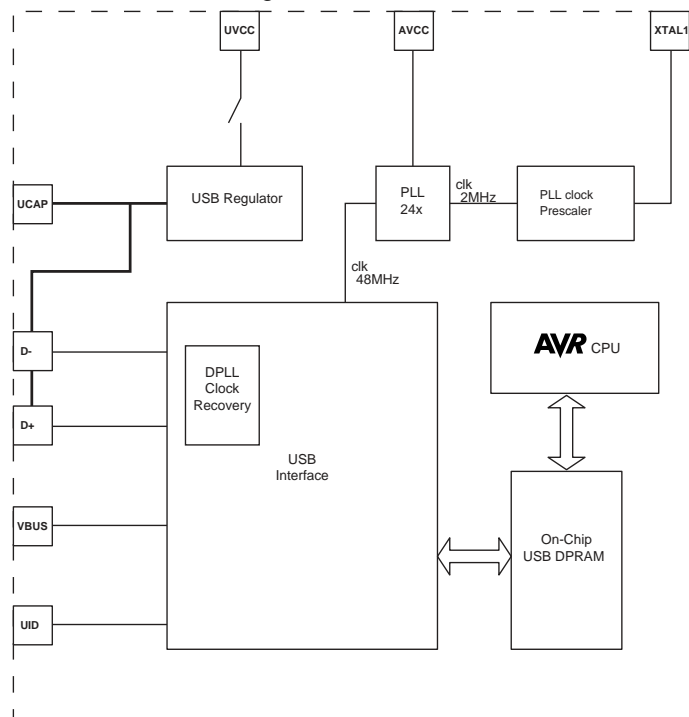 UVCC
AVCC
XTAL1
UCAP
USB Regulator
PLL
24x
clk
2MHz
PLL clock
Prescaler
clk
48MHz
D-
D+
DPLL
Clock
Recovery
USB
Interface
AVR CPU
VBUS
On-Chip
USB DPRAM
UID